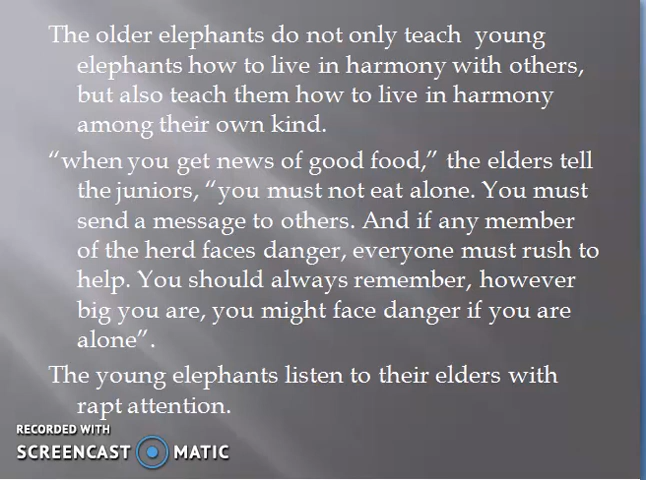 The older elephants do not only teach  young
elephants how to live in harmony with others,
but also teach them how to live in harmony
among their own kind.
“when you get news of good food,” the elders tell
the juniors, “you must not eat alone. You must
send a message to others. And if any member
of the herd faces danger, everyone must rush to
help. You should always remember, however
big you are, you might face danger if you are
alone”.
The young elephants listen to their elders with
rapt attention.
RECORDED WITH
SCREENCAST MATIC